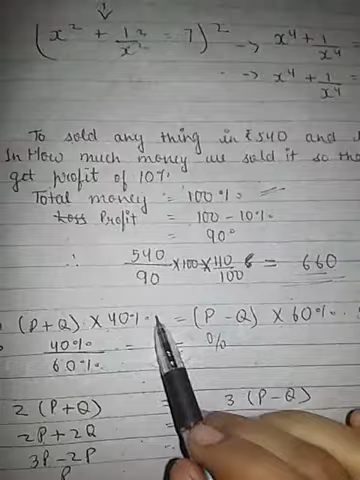 (x² + 1/x² = 7)² → x⁴ + 1/x⁴ =
→ x⁴ + 1/x⁴ =
To sold any thing in ₹540 and
In How much money we sold it so
get profit of 10%
Total money = 100%
Loss Profit = 100 - 10%
= 90°
∴ 540/90 × 100 × 110/100 = 660
(P+Q) × 40% = (P - Q) × 60%
40%/60% = %
2 (P+Q) = 3 (P-Q)
2P + 2Q
3P - 2P
P